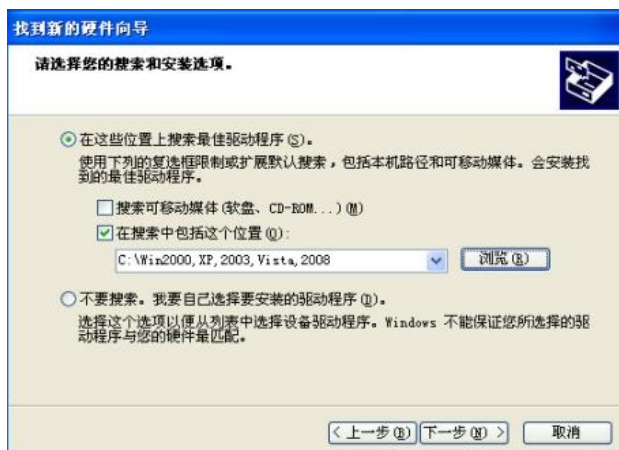 找到新的硬件向导
请选择您的搜索和安装选项。
在这些位置上搜索最佳驱动程序(S)。
使用下列的复选框限制或扩展默认搜索,包括本机路径和可移动媒体。会安装找
到的最佳驱动程序。
搜索可移动媒体(软盘、CD-ROM...)(M)
在搜索中包括这个位置(O):
C:\Win2000,XP,2003,Vista,2008
浏览(R)
不要搜索。我要自己选择要安装的驱动程序(D)。
选择这个选项以便从列表中选择设备驱动程序。Windows 不能保证您所选择的驱
动程序与您的硬件最匹配。
< 上一步(B) 下一步(N) > 取消